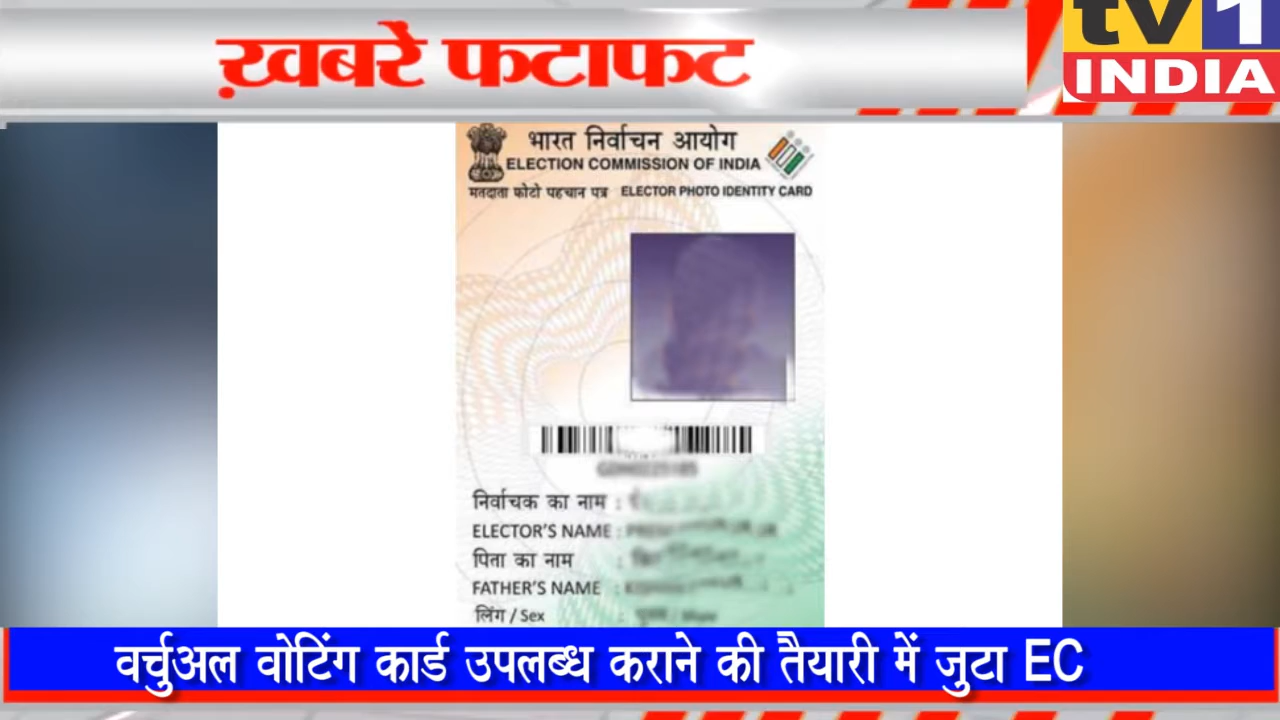 ख़बरें फटाफट
tv1
INDIA
भारत निर्वाचन आयोग
ELECTION COMMISSION OF INDIA
मतदाता फोटो पहचान पत्र ELECTOR PHOTO IDENTITY CARD
निर्वाचक का नाम :
ELECTOR'S NAME :
पिता का नाम :
FATHER'S NAME :
लिंग / Sex :
वर्चुअल वोटिंग कार्ड उपलब्ध कराने की तैयारी में जुटा EC